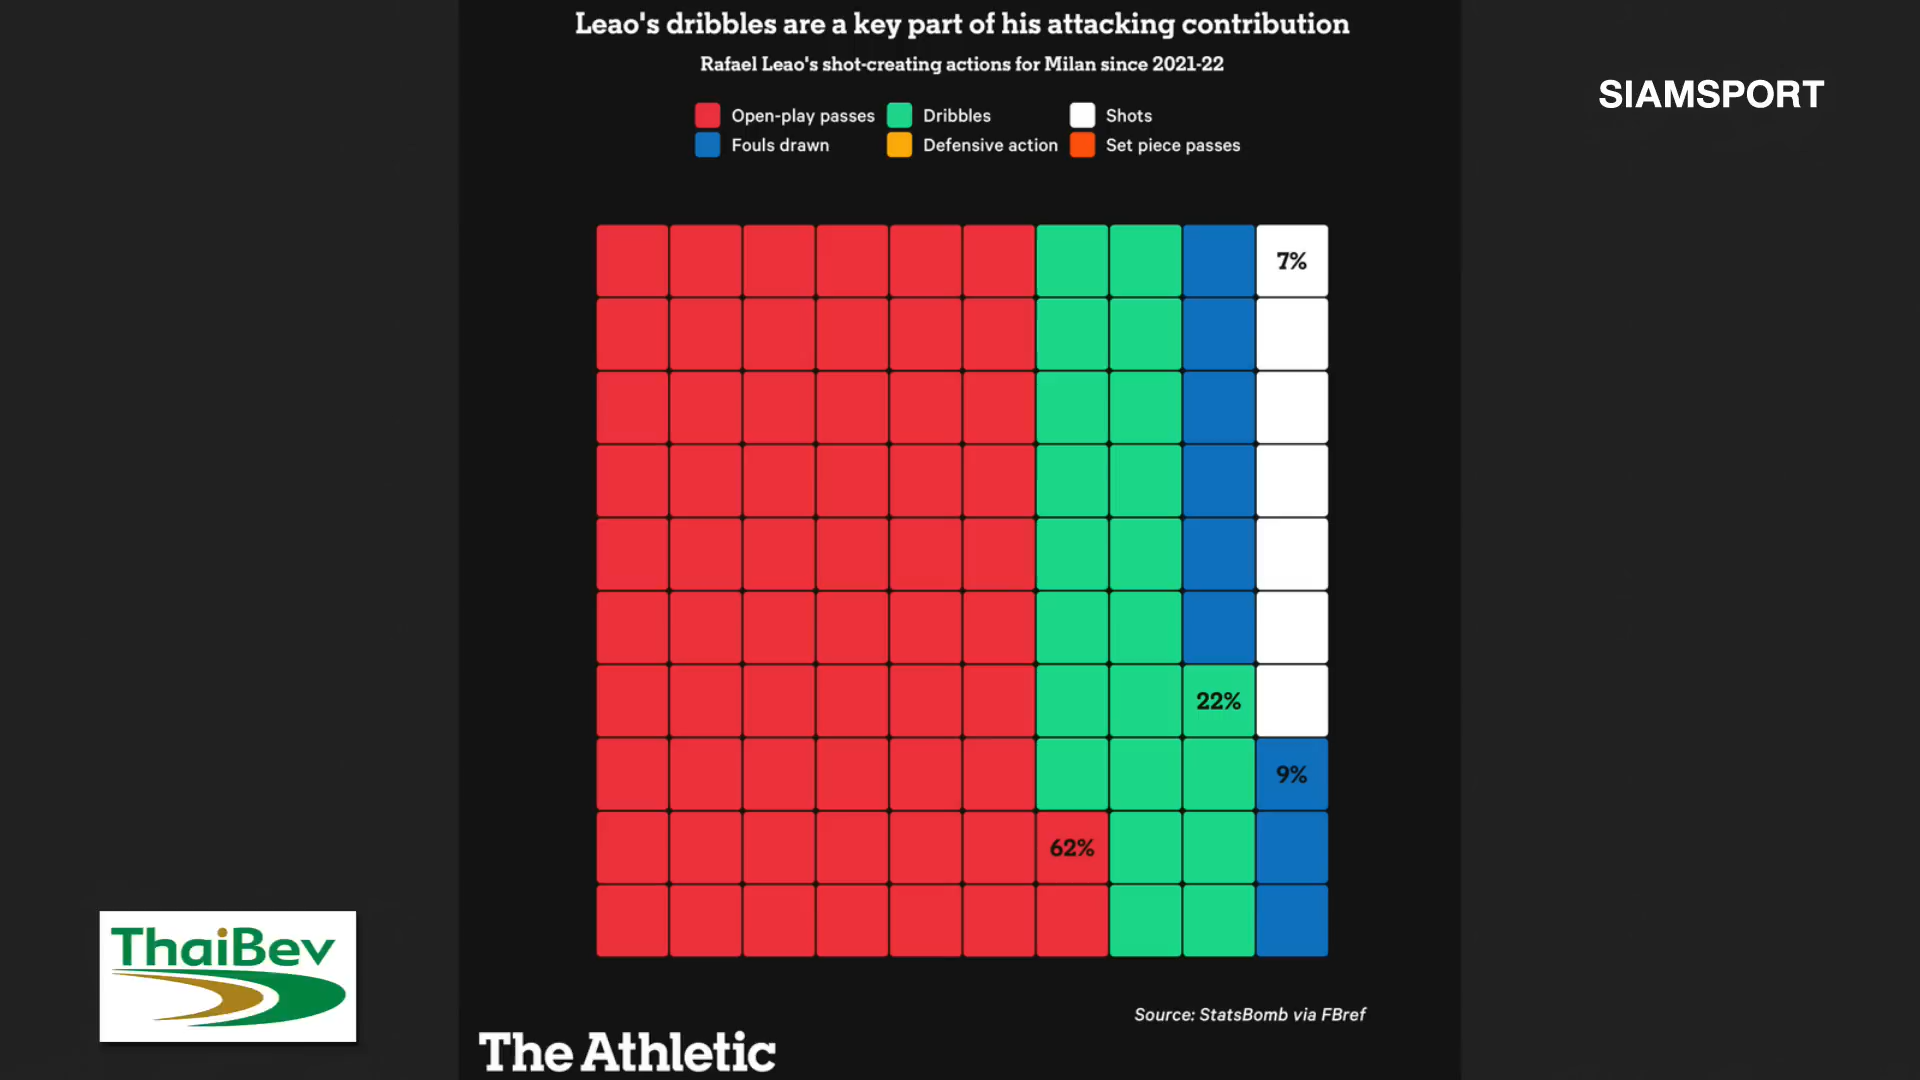 Leao's dribbles are a key part of his attacking contribution
Rafael Leao's shot-creating actions for Milan since 2021-22
SIAMSPORT
Open-play passes Dribbles Shots
Fouls drawn Defensive action Set piece passes
7%
22%
9%
62%
ThaiBev
Source: StatsBomb via FBref
The Athletic